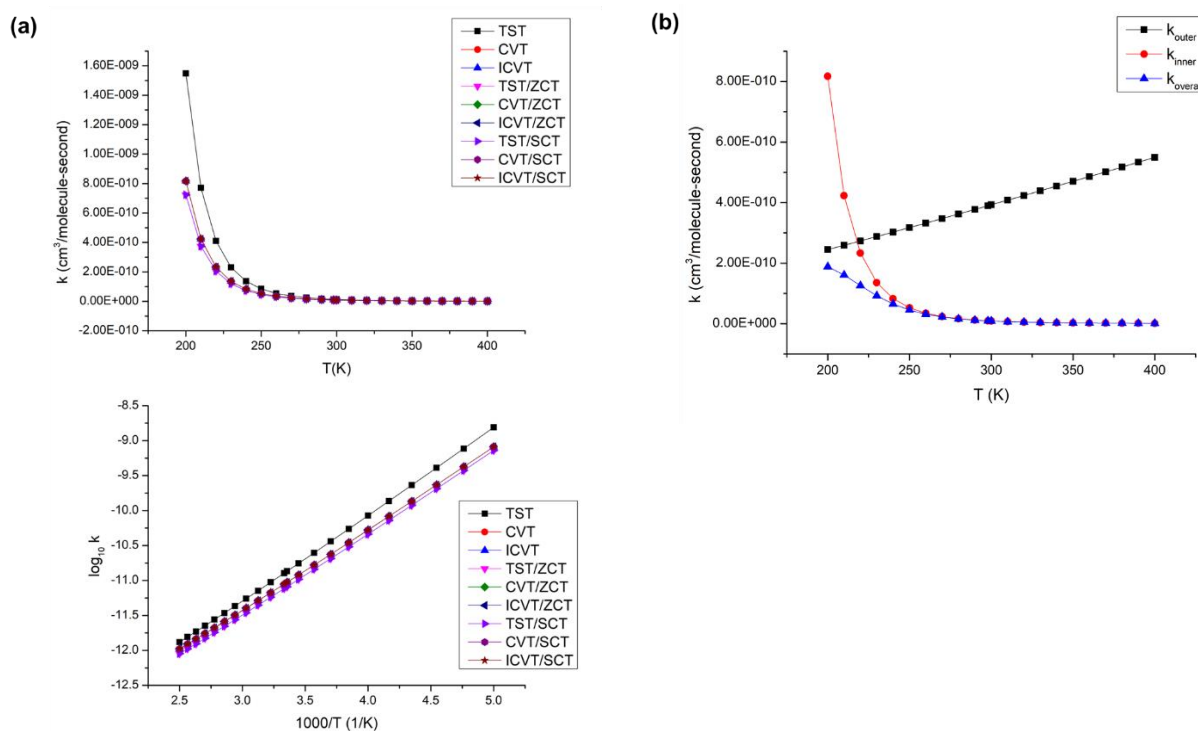 (a)
TST
CVT
ICVT
TST/ZCT
CVT/ZCT
ICVT/ZCT
TST/SCT
CVT/SCT
ICVT/SCT
k (cm³/molecule-second)
1.60E-009
1.40E-009
1.20E-009
1.00E-009
8.00E-010
6.00E-010
4.00E-010
2.00E-010
0.00E+000
-2.00E-010
200 250 300 350 400
T(K)
(b)
k_outer
k_inner
k_overa
k (cm³/molecule-second)
8.00E-010
6.00E-010
4.00E-010
2.00E-010
0.00E+000
200 250 300 350 400
T (K)
log₁₀ k
-8.5
-9.0
-9.5
-10.0
-10.5
-11.0
-11.5
-12.0
-12.5
TST
CVT
ICVT
TST/ZCT
CVT/ZCT
ICVT/ZCT
TST/SCT
CVT/SCT
ICVT/SCT
2.5 3.0 3.5 4.0 4.5 5.0
1000/T (1/K)